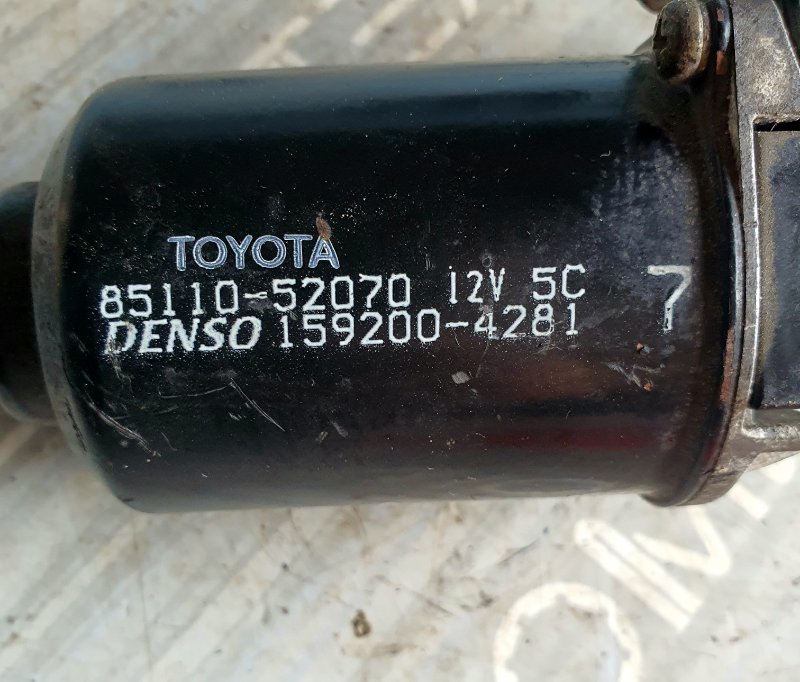 TOYOTA
85110-52070 12V 5C
DENSO 159200-4281 7